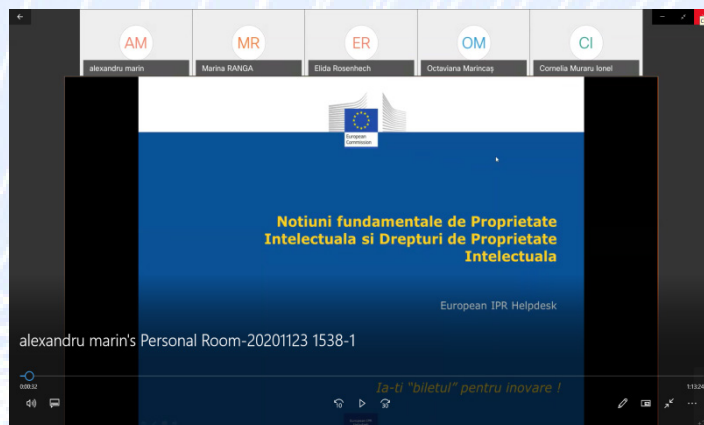 AM
MR
ER
OM
CI
alexandru marin
Marina RANGA
Elida Rosenhech
Octaviana Marincaș
Cornelia Muraru Ionel
European
Commission
Notiuni fundamentale de Proprietate
Intelectuala si Drepturi de Proprietate
Intelectuala
European IPR Helpdesk
alexandru marin's Personal Room-20201123 1538-1
Ia-ti "biletul" pentru inovare !
0:00:32
1:13:24
10
30